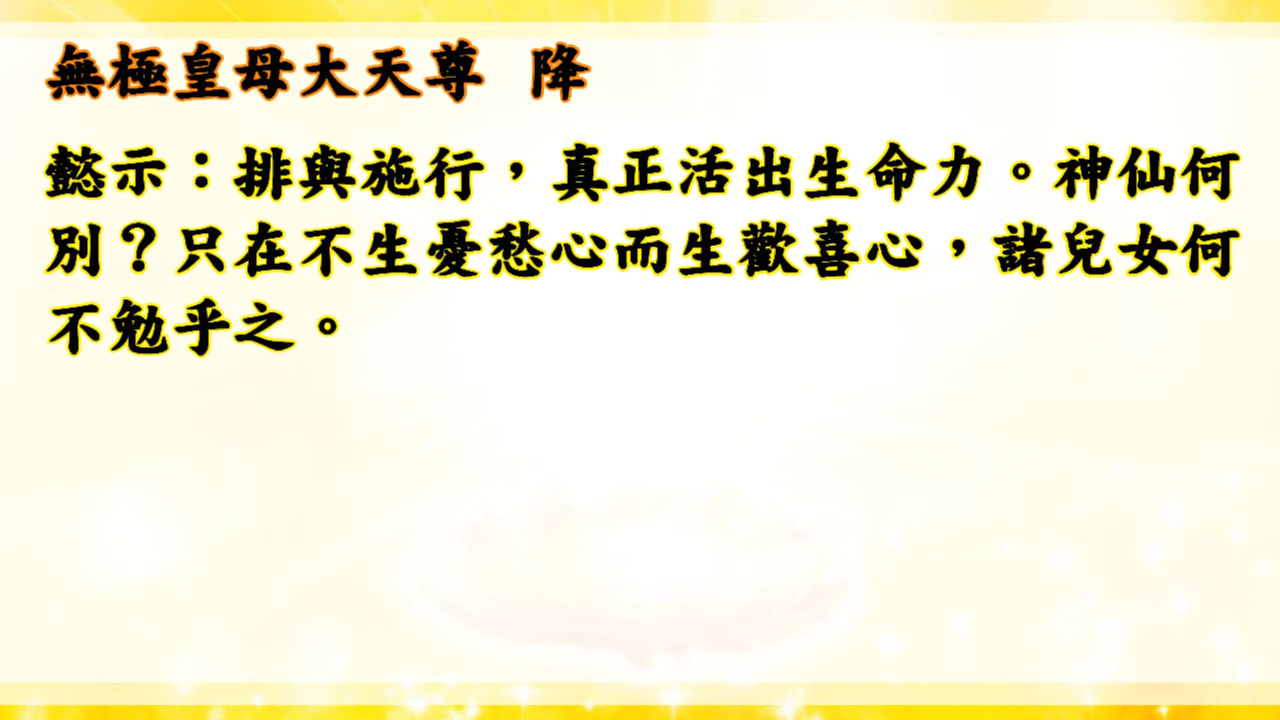 無極皇母大天尊 降
懿示：排與施行，真正活出生命力。神仙何
別？只在不生憂愁心而生歡喜心，諸兒女何
不勉乎之。